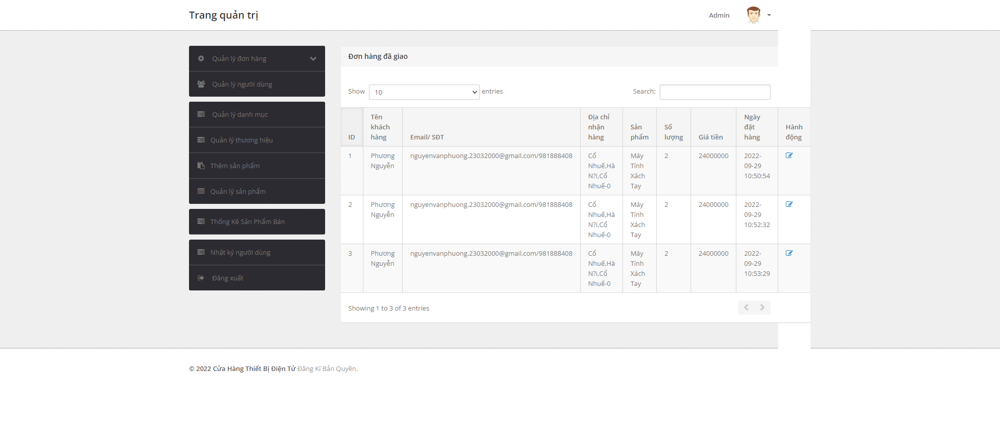 Trang quản trị
Admin
Quản lý đơn hàng
Quản lý người dùng
Quản lý danh mục
Quản lý thương hiệu
Thêm sản phẩm
Quản lý sản phẩm
Thống Kê Sản Phẩm Bán
Nhật ký người dùng
Đăng xuất
Đơn hàng đã giao
Show 10 entries
Search:
ID
Tên
khách
hàng
Email/ SĐT
Địa chỉ
nhận
hàng
Sản
phẩm
Số
lượng
Giá tiền
Ngày
đặt
hàng
Hành
động
1
Phương
Nguyễn
nguyenvanphuong.23032000@gmail.com/981888408
Cổ
Nhuế,Hà
N?i,Cổ
Nhuế-0
Máy
Tính
Xách
Tay
2
24000000
2022-
09-29
10:50:54
2
Phương
Nguyễn
nguyenvanphuong.23032000@gmail.com/981888408
Cổ
Nhuế,Hà
N?i,Cổ
Nhuế-0
Máy
Tính
Xách
Tay
2
24000000
2022-
09-29
10:52:32
3
Phương
Nguyễn
nguyenvanphuong.23032000@gmail.com/981888408
Cổ
Nhuế,Hà
N?i,Cổ
Nhuế-0
Máy
Tính
Xách
Tay
2
24000000
2022-
09-29
10:53:29
Showing 1 to 3 of 3 entries
© 2022 Cửa Hàng Thiết Bị Điện Tử Đăng Kí Bản Quyền.